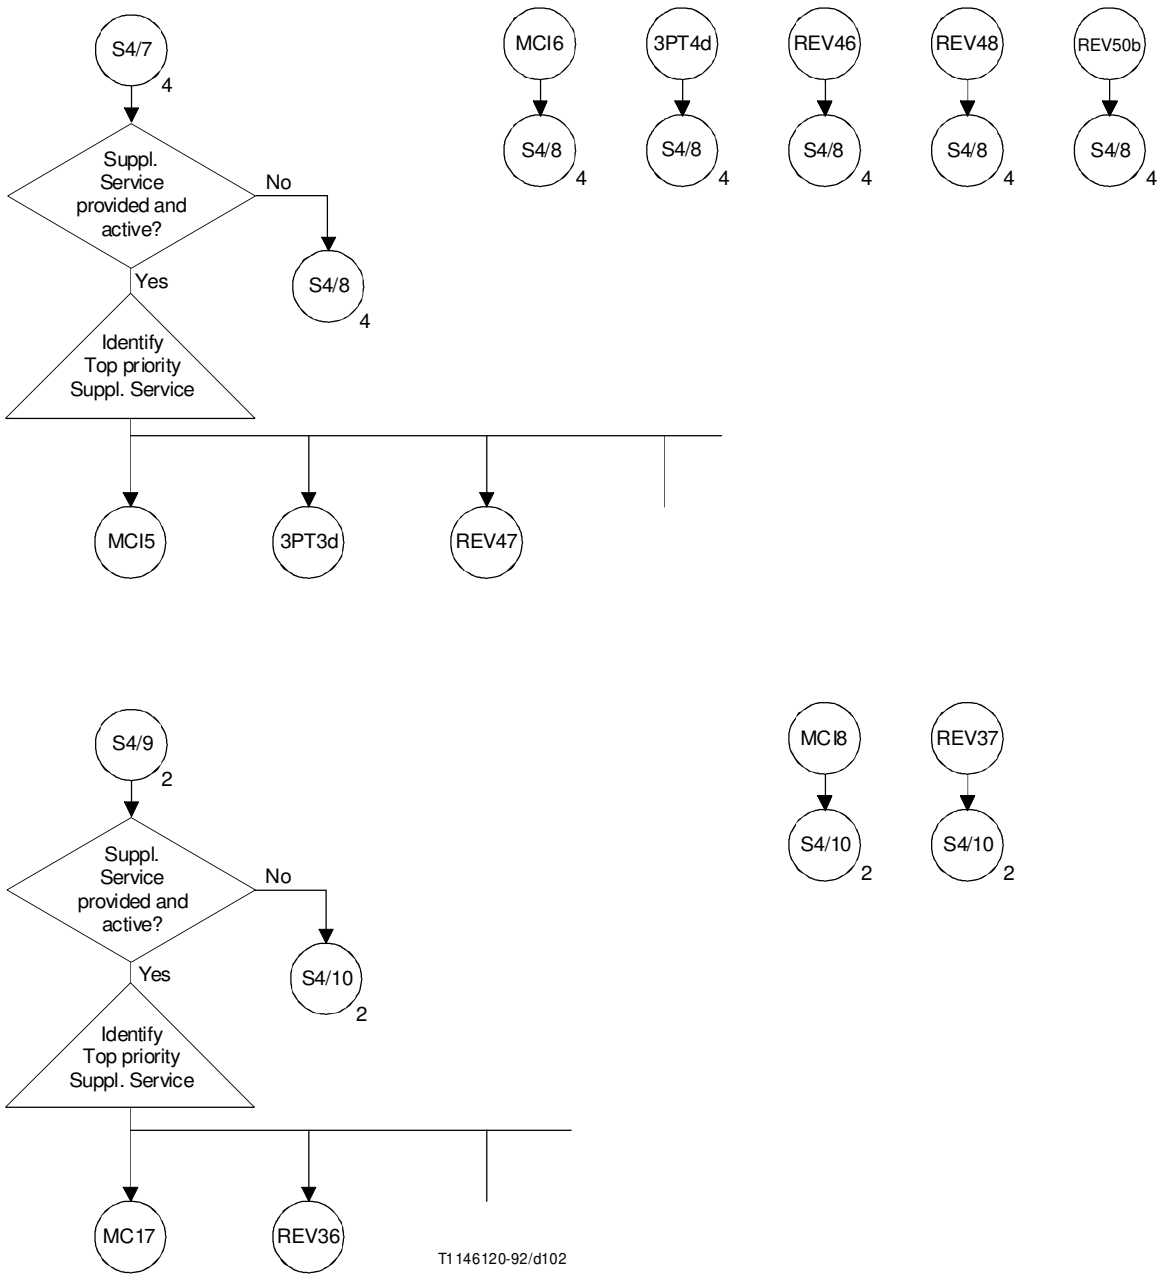 S4/7
4
MCI6
3PT4d
REV46
REV48
REV50b
S4/8
4
S4/8
4
S4/8
4
S4/8
4
S4/8
4
Suppl.
Service
provided and
active?
No
S4/8
4
Yes
Identify
Top priority
Suppl. Service
MCI5
3PT3d
REV47
S4/9
2
MCI8
REV37
S4/10
2
S4/10
2
Suppl.
Service
provided and
active?
No
S4/10
2
Yes
Identify
Top priority
Suppl. Service
MC17
REV36
T1146120-92/d102